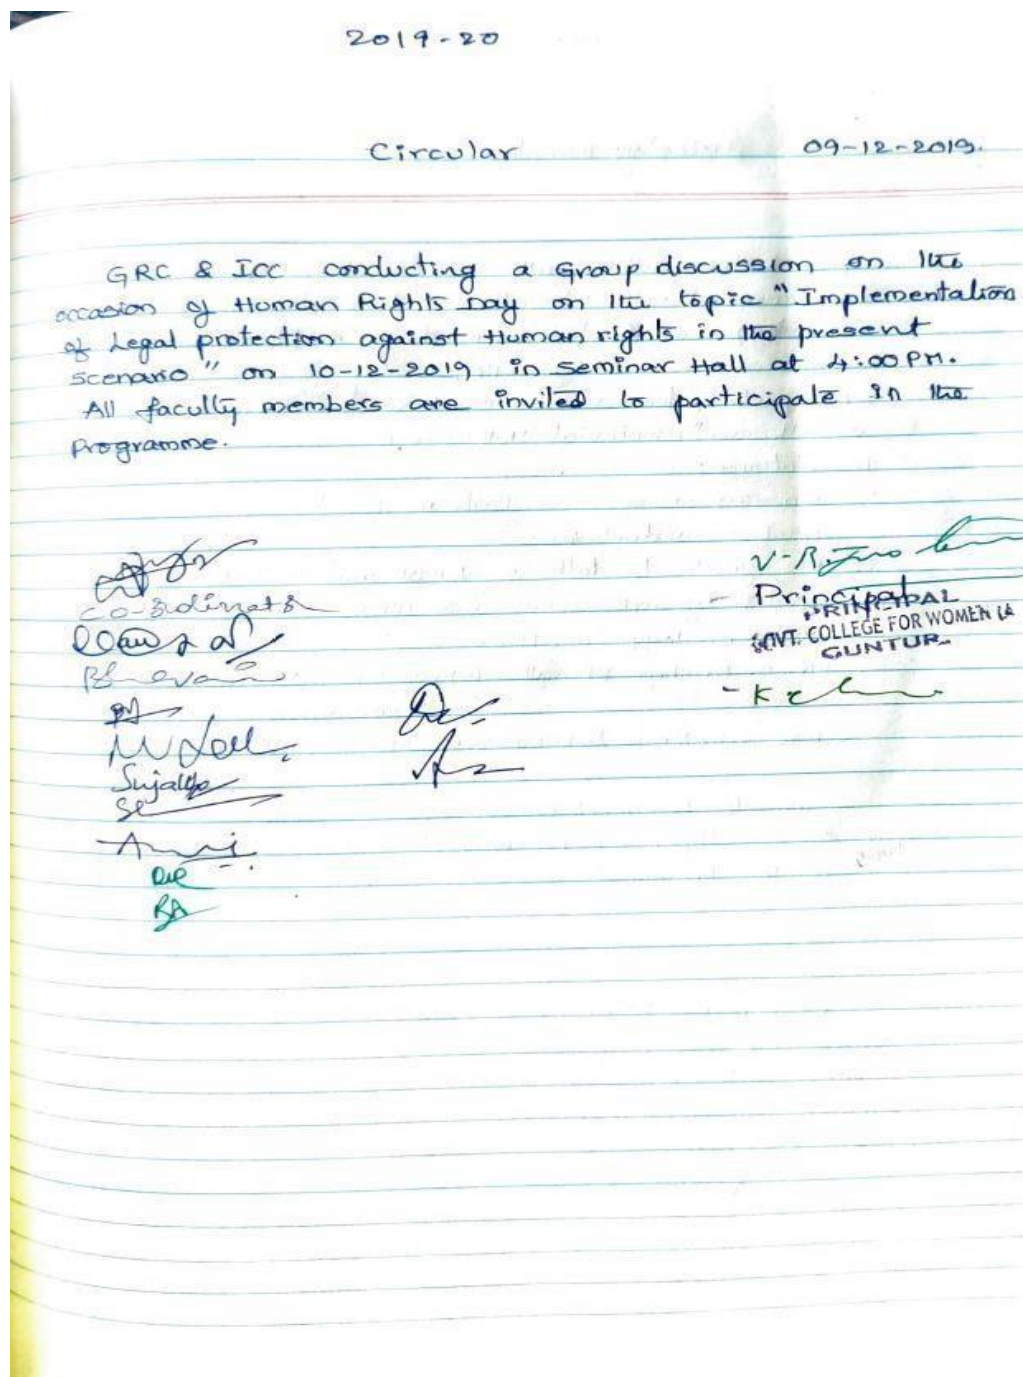 2019-20
Circular 09-12-2019.
GRC & ICC conducting a Group discussion on the
occasion of Human Rights Day on the topic "Implementation
of Legal protection against Human rights in the present
scenario" on 10-12-2019 in seminar Hall at 4:00 PM.
All faculty members are invited to participate in the
Programme.
Co-ordinator
Principal
PRINCIPAL
GOVT. COLLEGE FOR WOMEN (A
GUNTUR
Sujatha